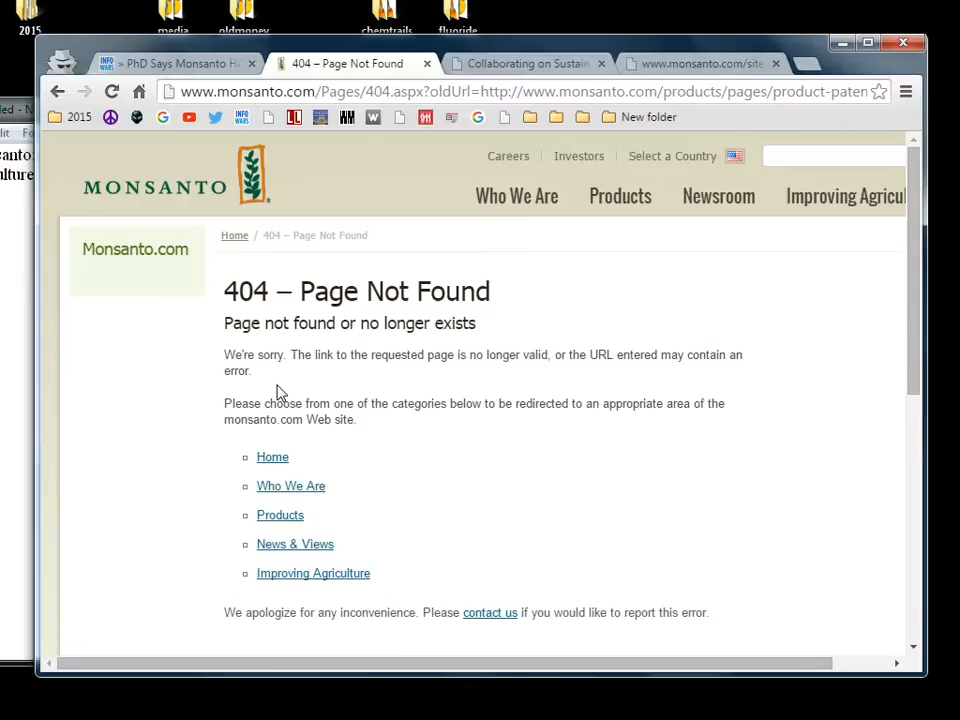 2015 media oldmoney chemtrails fluoride
INFO WARS » PhD Says Monsanto H
404 – Page Not Found
Collaborating on Sustain
www.monsanto.com/site
www.monsanto.com/Pages/404.aspx?oldUrl=http://www.monsanto.com/products/pages/product-paten
2015
INFO WARS
New folder
MONSANTO
Careers
Investors
Select a Country
Who We Are
Products
Newsroom
Improving Agricul
Monsanto.com
Home / 404 – Page Not Found
404 – Page Not Found
Page not found or no longer exists
We're sorry. The link to the requested page is no longer valid, or the URL entered may contain an
error.
Please choose from one of the categories below to be redirected to an appropriate area of the
monsanto.com Web site.
Home
Who We Are
Products
News & Views
Improving Agriculture
We apologize for any inconvenience. Please contact us if you would like to report this error.